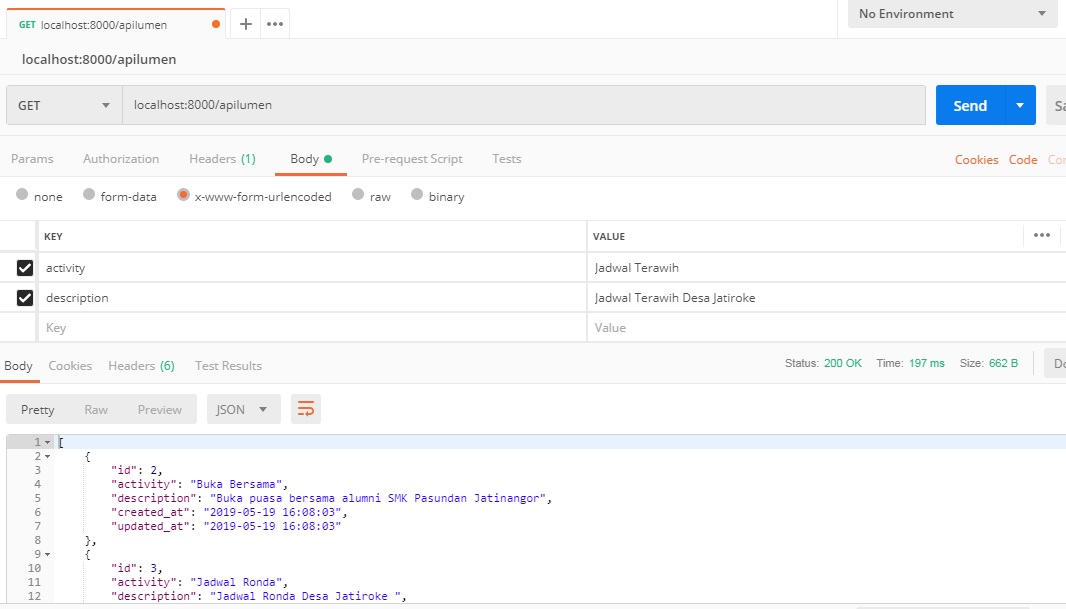 GET localhost:8000/apilumen + ••• No Environment
localhost:8000/apilumen
GET localhost:8000/apilumen Send
Params Authorization Headers (1) Body Pre-request Script Tests Cookies Code
none form-data x-www-form-urlencoded raw binary
KEY VALUE •••
activity Jadwal Terawih
description Jadwal Terawih Desa Jatiroke
Key Value
Body Cookies Headers (6) Test Results Status: 200 OK Time: 197 ms Size: 662 B
Pretty Raw Preview JSON
1 [
2 {
3 "id": 2,
4 "activity": "Buka Bersama",
5 "description": "Buka puasa bersama alumni SMK Pasundan Jatinangor",
6 "created_at": "2019-05-19 16:08:03",
7 "updated_at": "2019-05-19 16:08:03"
8 },
9 {
10 "id": 3,
11 "activity": "Jadwal Ronda",
12 "description": "Jadwal Ronda Desa Jatiroke ",